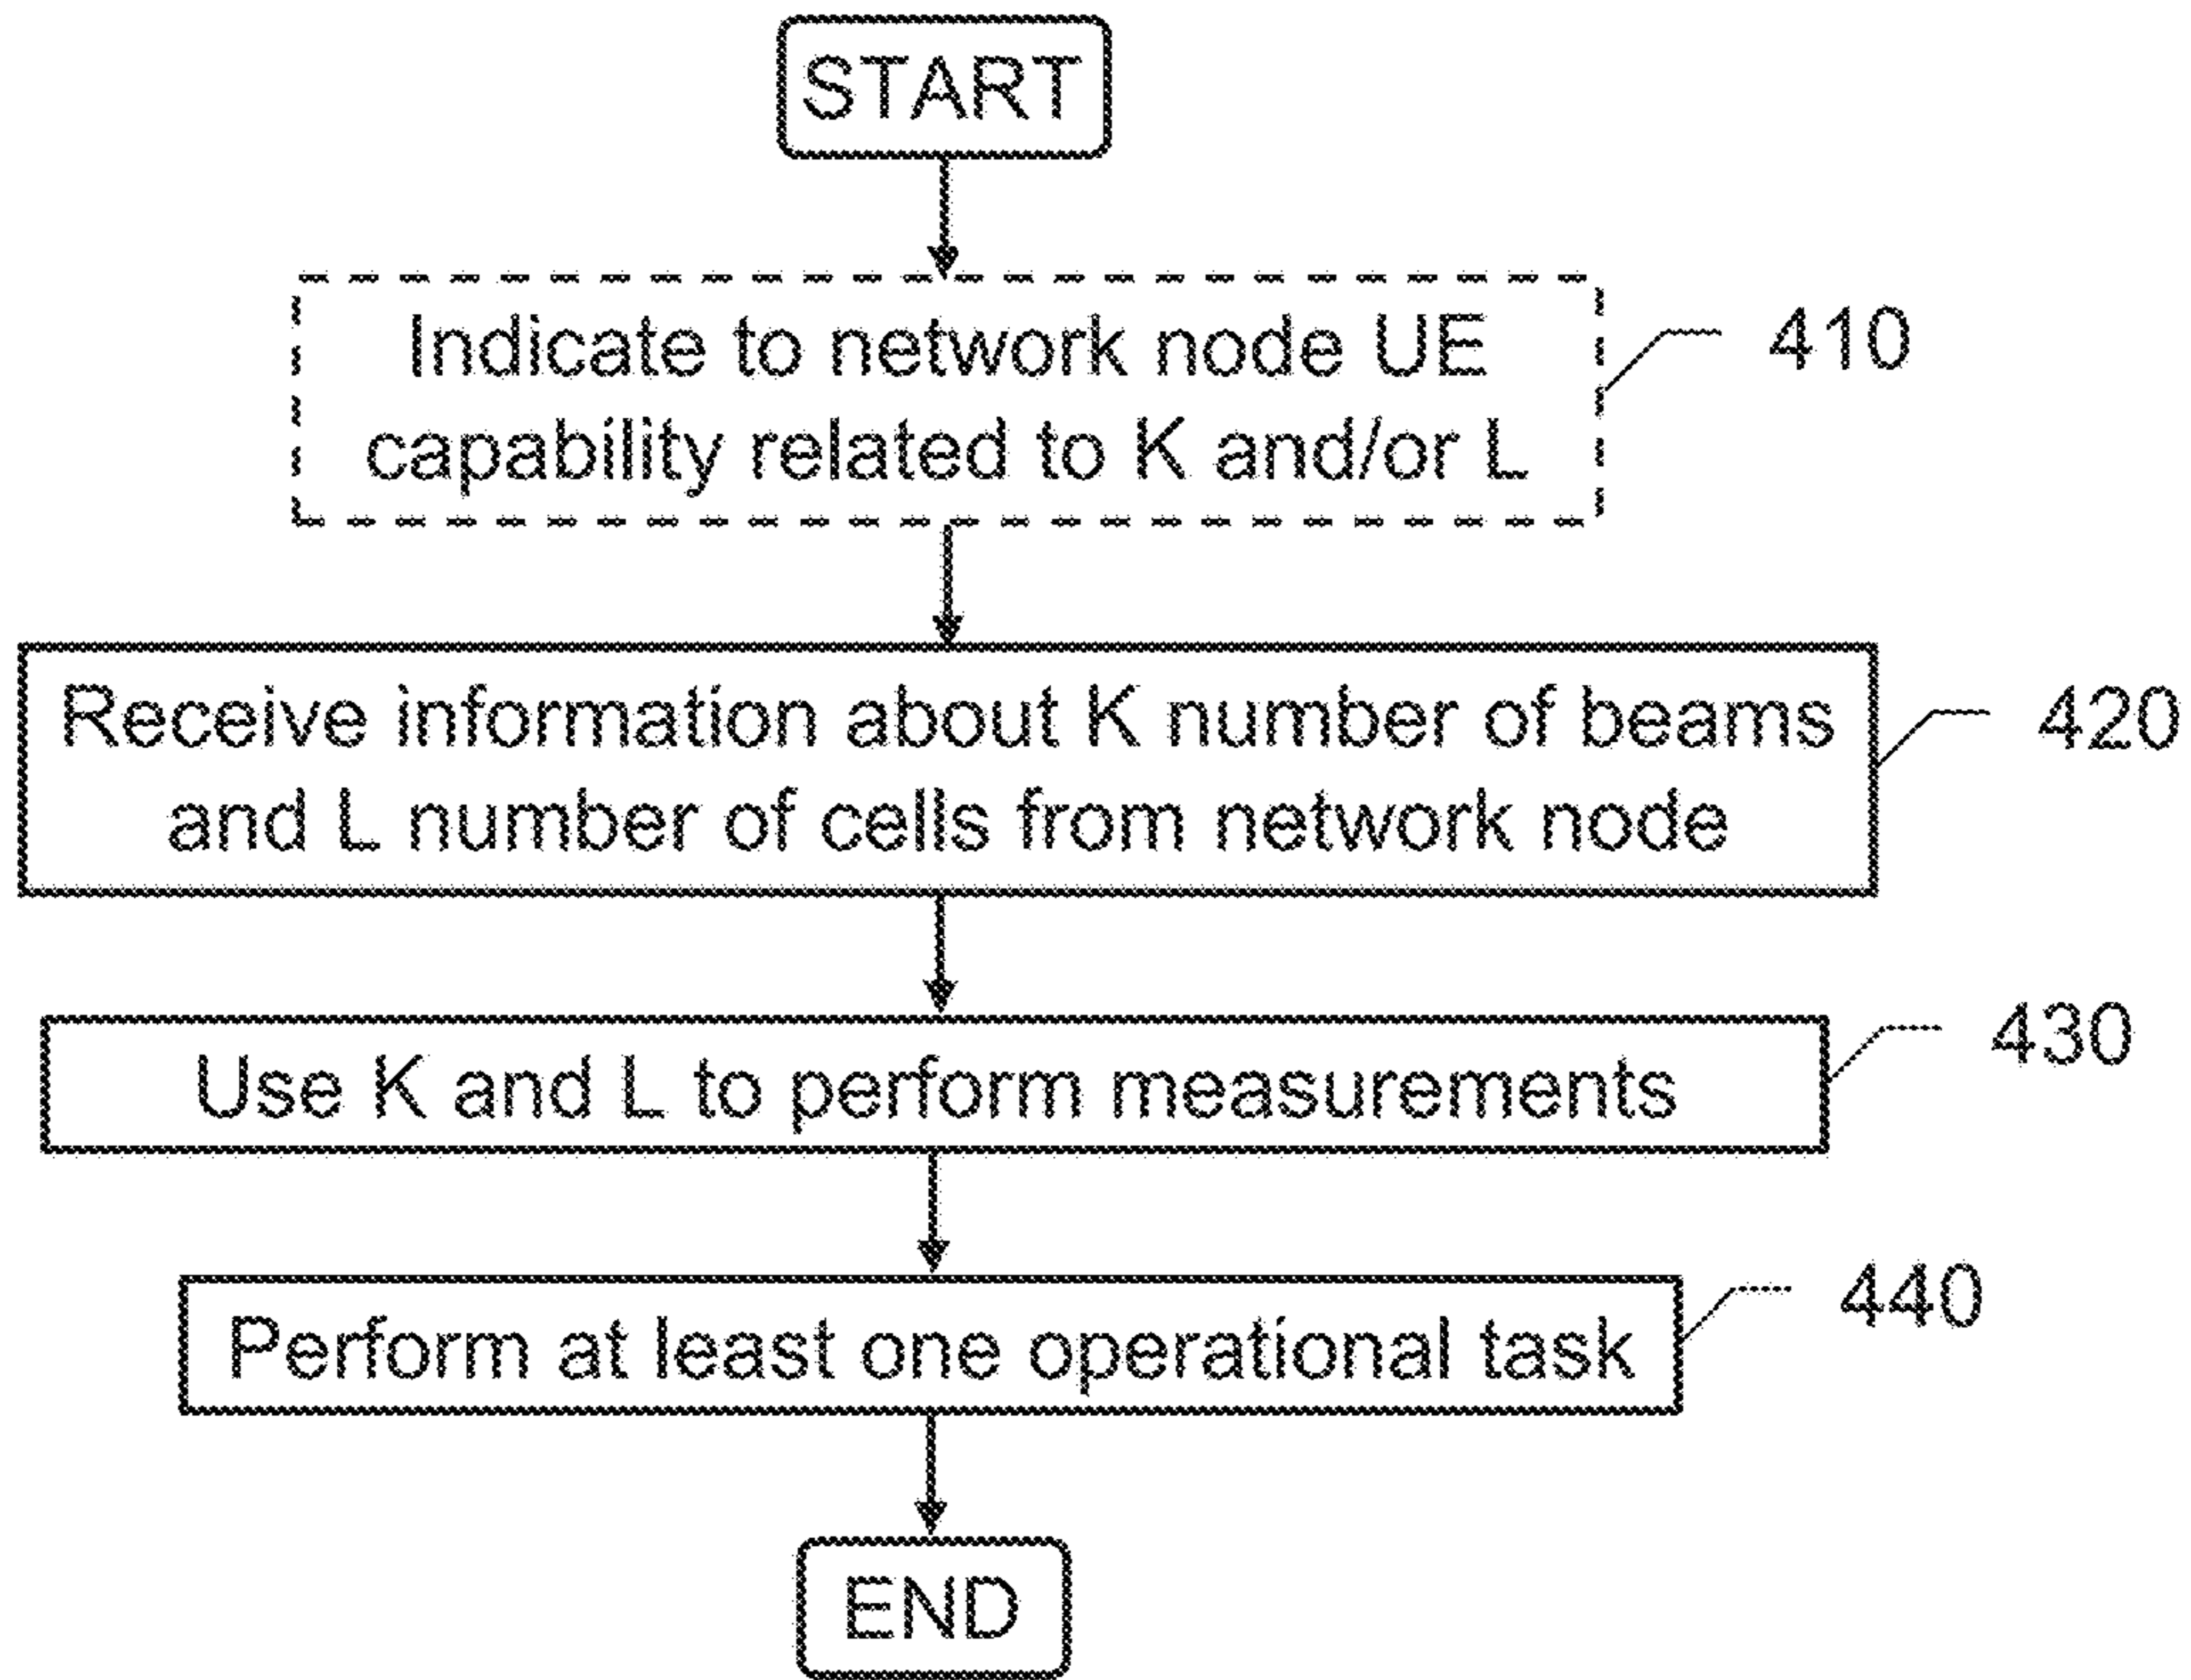 START
Indicate to network node UE
capability related to K and/or L
410
Receive information about K number of beams
and L number of cells from network node
420
Use K and L to perform measurements
430
Perform at least one operational task
440
END